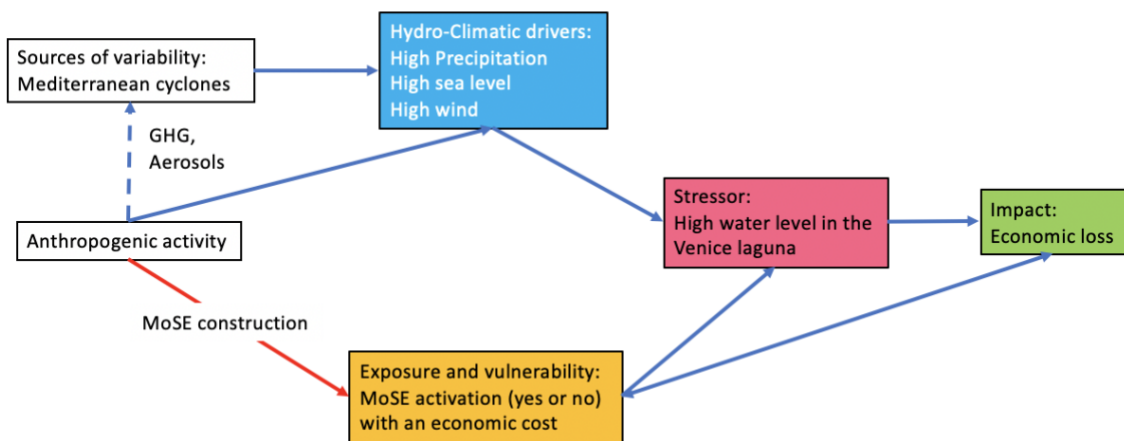 Sources of variability:
Mediterranean cyclones
Hydro-Climatic drivers:
High Precipitation
High sea level
High wind
GHG,
Aerosols
Anthropogenic activity
Stressor:
High water level in the
Venice laguna
Impact:
Economic loss
MoSE construction
Exposure and vulnerability:
MoSE activation (yes or no)
with an economic cost